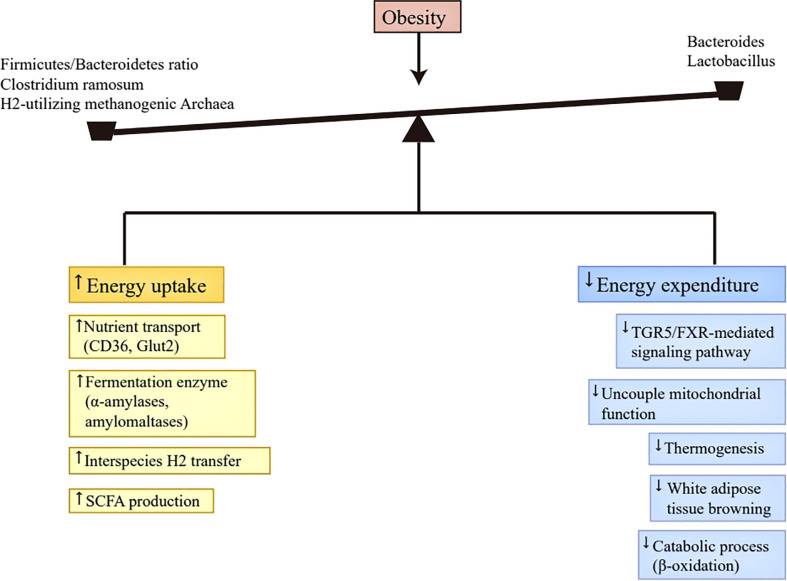 Obesity
Firmicutes/Bacteroidetes ratio
Clostridium ramosum
H2-utilizing methanogenic Archaea
Bacteroides
Lactobacillus
↑Energy uptake
↑Nutrient transport
(CD36, Glut2)
↑Fermentation enzyme
(α-amylases,
amylomaltases)
↑Interspecies H2 transfer
↑SCFA production
↓Energy expenditure
↓TGR5/FXR-mediated
signaling pathway
↓Uncouple mitochondrial
function
↓Thermogenesis
↓White adipose
tissue browning
↓Catabolic process
(β-oxidation)